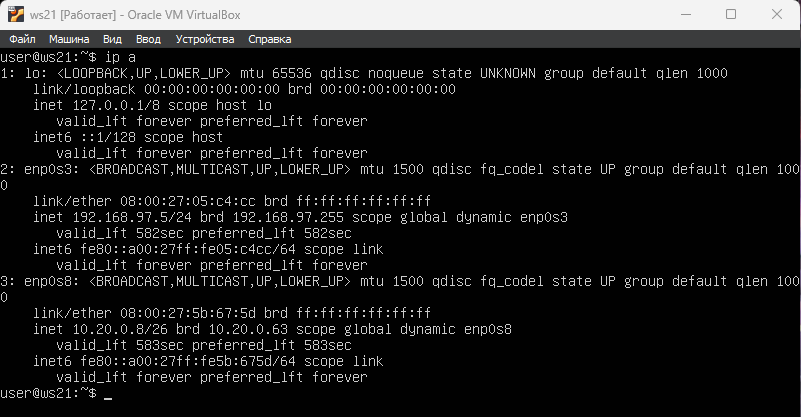 ws21 [Работает] - Oracle VM VirtualBox
Файл Машина Вид Ввод Устройства Справка
user@ws21:~$ ip a
1: lo: <LOOPBACK,UP,LOWER_UP> mtu 65536 qdisc noqueue state UNKNOWN group default qlen 1000
    link/loopback 00:00:00:00:00:00 brd 00:00:00:00:00:00
    inet 127.0.0.1/8 scope host lo
       valid_lft forever preferred_lft forever
    inet6 ::1/128 scope host
       valid_lft forever preferred_lft forever
2: enp0s3: <BROADCAST,MULTICAST,UP,LOWER_UP> mtu 1500 qdisc fq_codel state UP group default qlen 100
0
    link/ether 08:00:27:05:c4:cc brd ff:ff:ff:ff:ff:ff
    inet 192.168.97.5/24 brd 192.168.97.255 scope global dynamic enp0s3
       valid_lft 582sec preferred_lft 582sec
    inet6 fe80::a00:27ff:fe05:c4cc/64 scope link
       valid_lft forever preferred_lft forever
3: enp0s8: <BROADCAST,MULTICAST,UP,LOWER_UP> mtu 1500 qdisc fq_codel state UP group default qlen 100
0
    link/ether 08:00:27:5b:67:5d brd ff:ff:ff:ff:ff:ff
    inet 10.20.0.8/26 brd 10.20.0.63 scope global dynamic enp0s8
       valid_lft 583sec preferred_lft 583sec
    inet6 fe80::a00:27ff:fe5b:675d/64 scope link
       valid_lft forever preferred_lft forever
user@ws21:~$ _